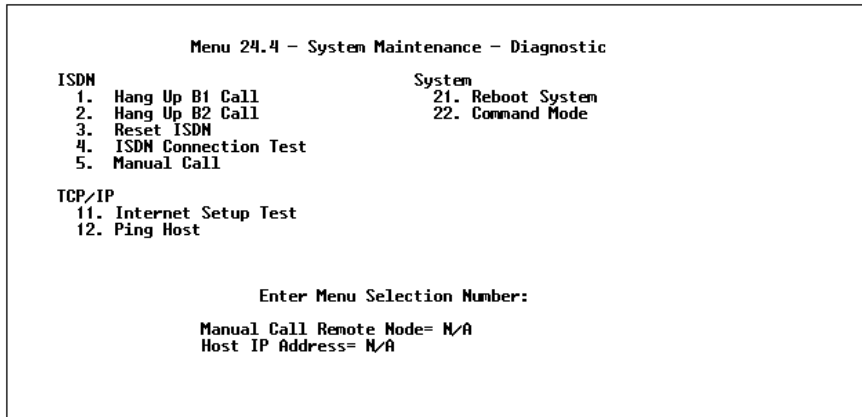 Menu 24.4 - System Maintenance - Diagnostic
ISDN System
1. Hang Up B1 Call 21. Reboot System
2. Hang Up B2 Call 22. Command Mode
3. Reset ISDN
4. ISDN Connection Test
5. Manual Call
TCP/IP
11. Internet Setup Test
12. Ping Host
Enter Menu Selection Number:
Manual Call Remote Node= N/A
Host IP Address= N/A